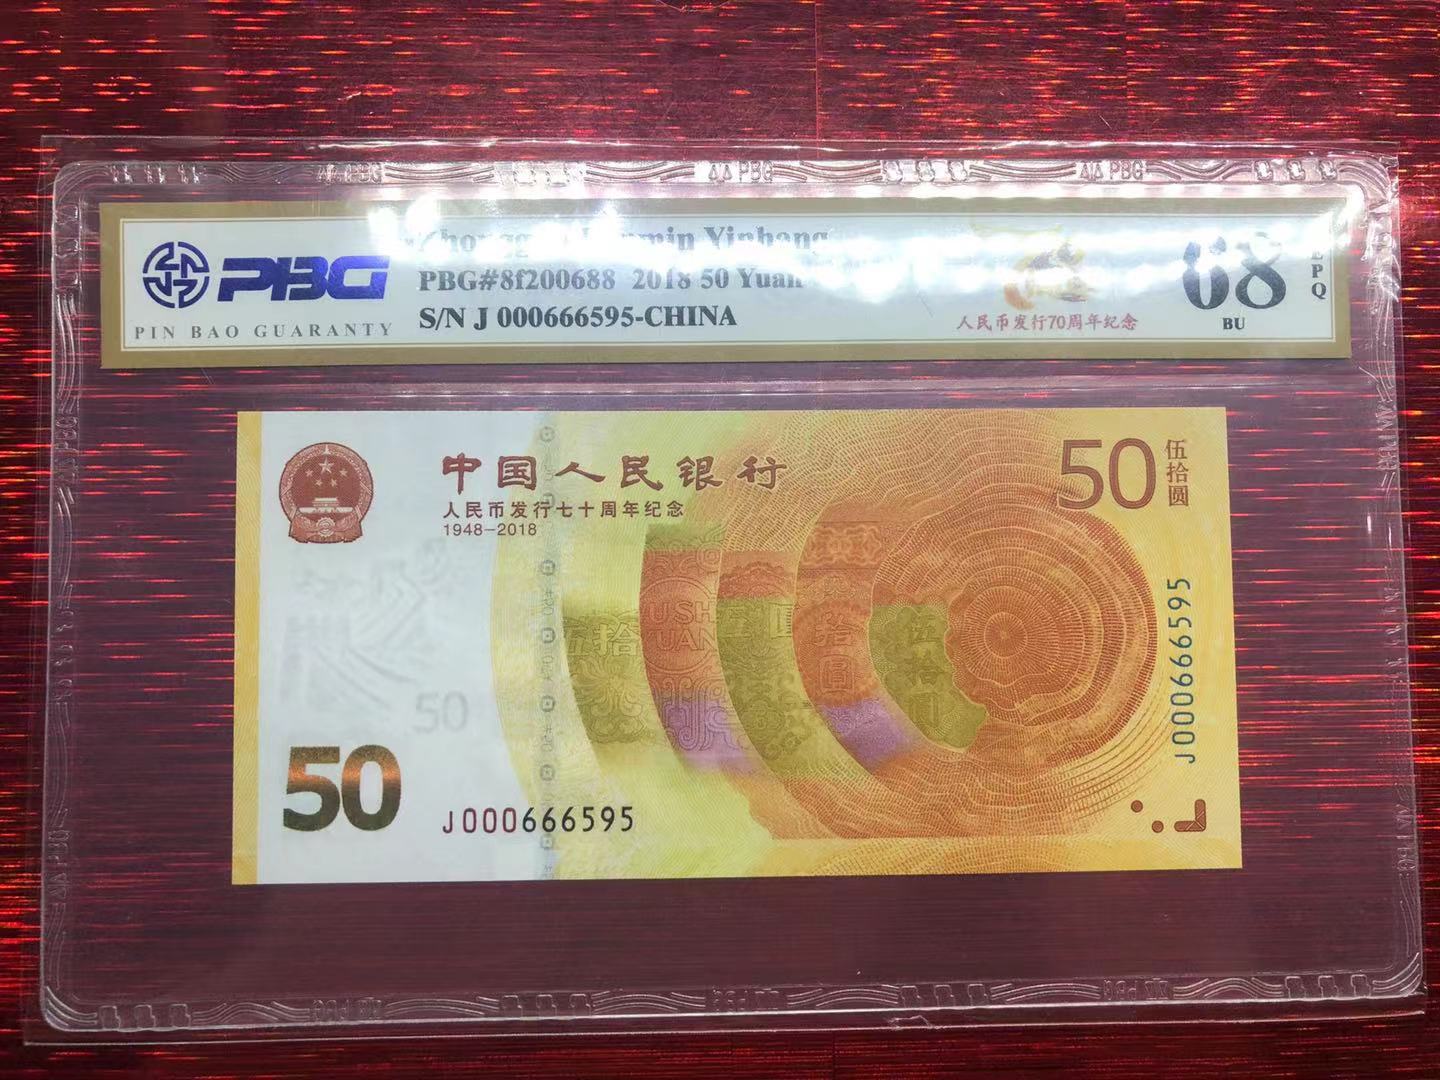 PBG
PIN BAO GUARANTY
Yinhang
PBG#8f200688 2018 50 Yuan
S/N J 000666595-CHINA
人民币发行70周年纪念
68
BU
EPQ
中国人民银行
人民币发行七十周年纪念
1948-2018
50
伍拾圆
J000666595
50
50
J000666595